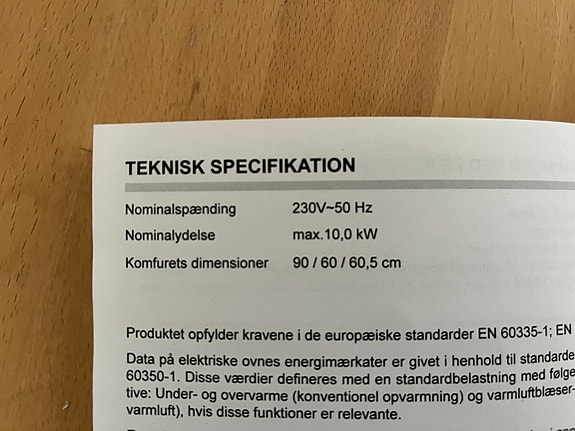 TEKNISK SPECIFIKATION
Nominalspænding 230V~50 Hz
Nominalydelse max.10,0 kW
Komfurets dimensioner 90 / 60 / 60,5 cm
Produktet opfylder kravene i de europæiske standarder EN 60335-1; EN
Data på elektriske ovnes energimærkater er givet i henhold til standarde
60350-1. Disse værdier defineres med en standardbelastning med følge
tive: Under- og overvarme (konventionel opvarmning) og varmluftblæser-
varmluft), hvis disse funktioner er relevante.